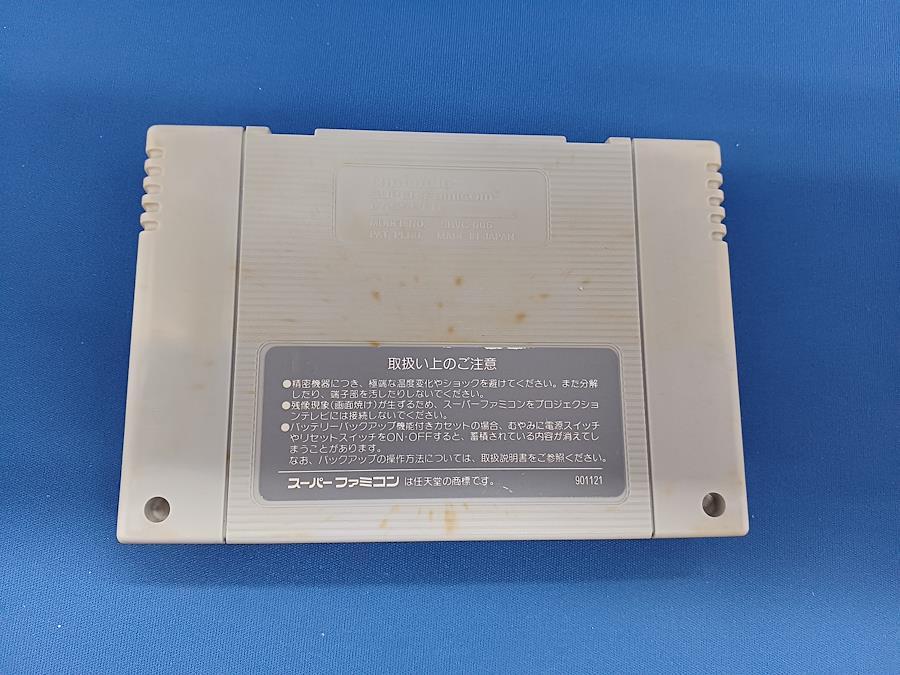 Nintendo
SUPER Famicom
MODEL NO. SHVC-006
PAT. PEND. MADE IN JAPAN
取扱い上のご注意
●精密機器につき、極端な温度変化やショックを避けてください。また分解
したり、端子部を汚したりしないでください。
●残像現象(画面焼け)が生ずるため、スーパーファミコンをプロジェクショ
ンテレビには接続しないでください。
●バッテリーバックアップ機能付きカセットの場合、むやみに電源スイッチ
やリセットスイッチをON・OFFすると、蓄積されている内容が消えてし
まうことがあります。
なお、バックアップの操作方法については、取扱説明書をご参照ください。
スーパーファミコン は任天堂の商標です。 901121